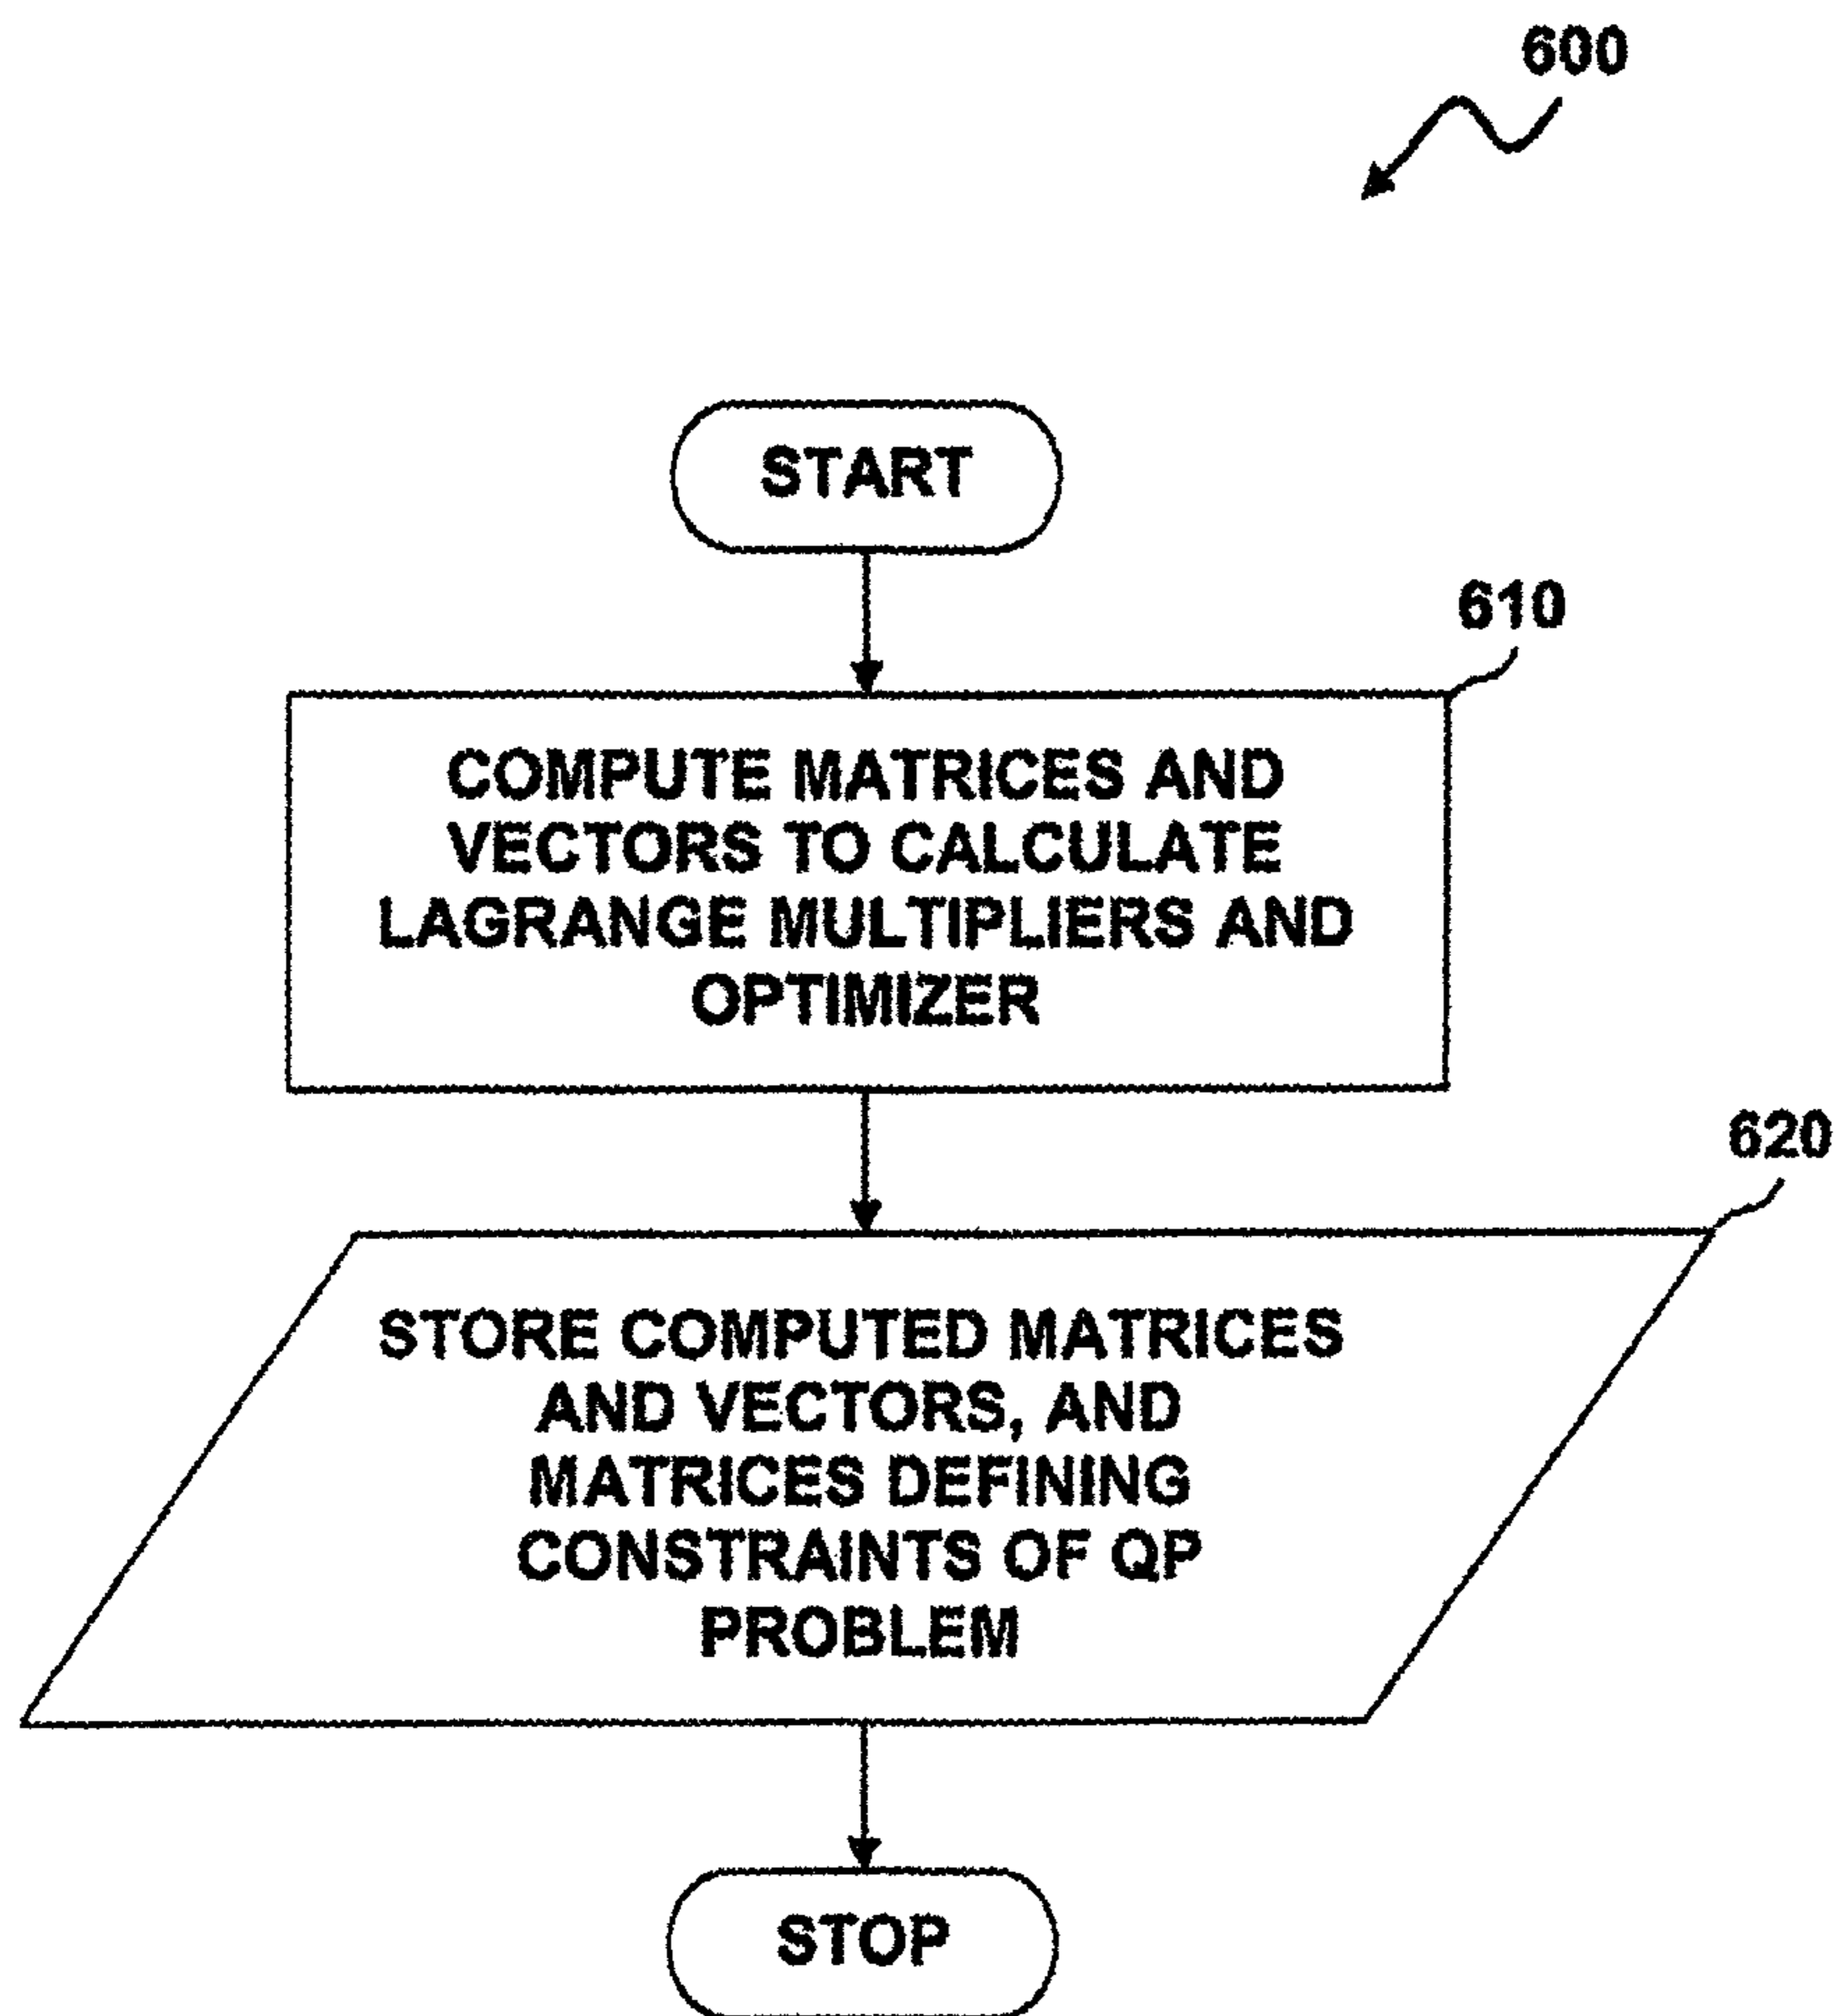 600
START
610
COMPUTE MATRICES AND
VECTORS TO CALCULATE
LAGRANGE MULTIPLIERS AND
OPTIMIZER
620
STORE COMPUTED MATRICES
AND VECTORS, AND
MATRICES DEFINING
CONSTRAINTS OF QP
PROBLEM
STOP